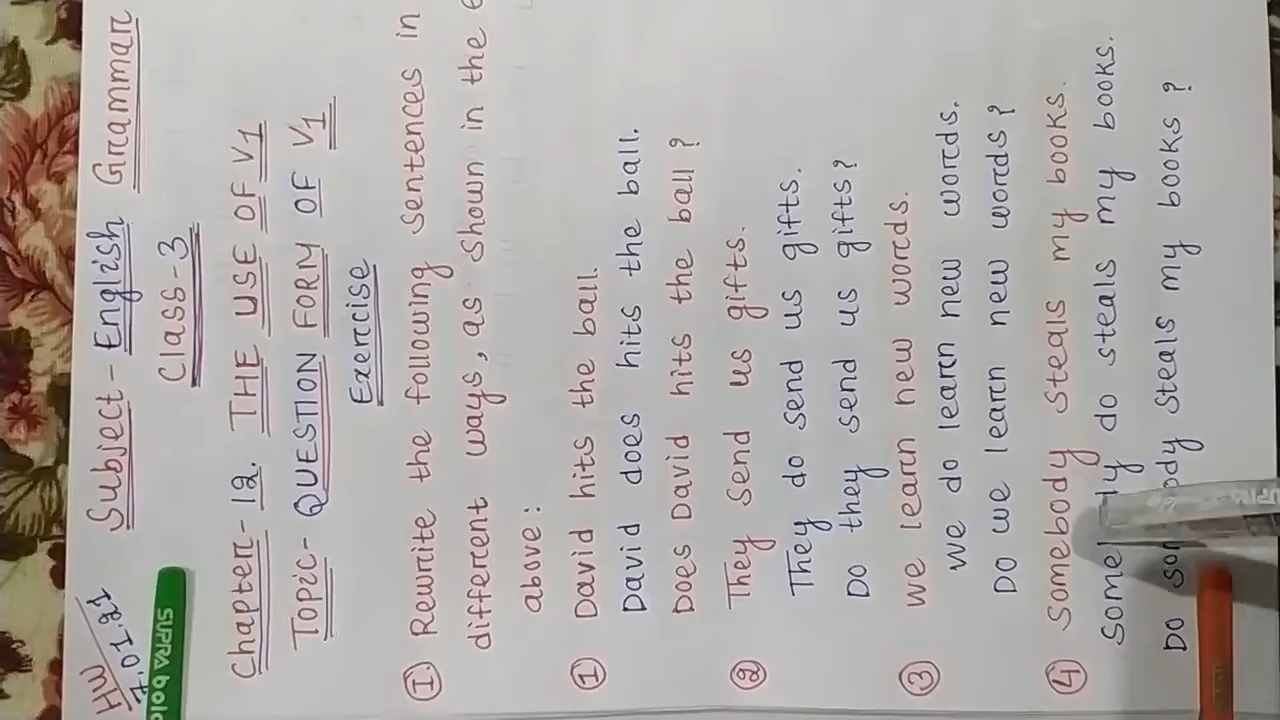 HW
7.01.21
Subject - English Grammar
Class-3
Chapter- 12. THE USE OF V1
Topic- QUESTION FORM OF V1
Exercise
I. Rewrite the following sentences in
different ways, as shown in the
above:
1 David hits the ball.
David does hits the ball.
Does David hits the ball?
2 They send us gifts.
They do send us gifts.
Do they send us gifts?
3 We learn new words.
We do learn new words.
Do we learn new words?
4 Somebody steals my books.
do steals my books.
Do steals my books?
SUPRA